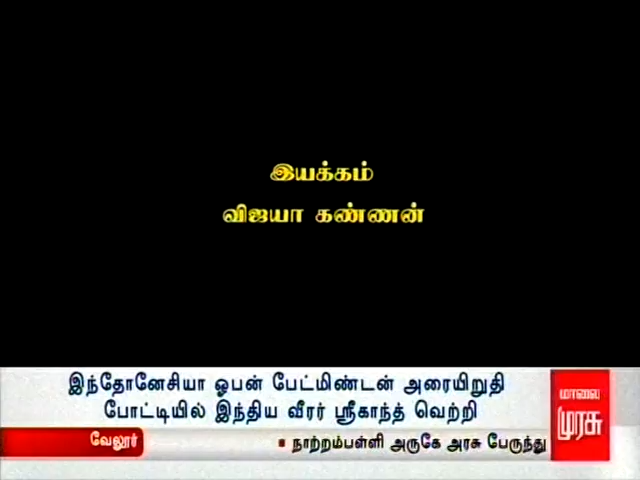 இயக்கம்
விஜயா கண்ணன்
இந்தோனேசியா ஓபன் பேட்மிண்டன் அரையிறுதி
போட்டியில் இந்திய வீரர் ஸ்ரீகாந்த் வெற்றி
மாலை
முரசு
வேலூர்
நாற்றம்பள்ளி அருகே அரசு பேருந்து